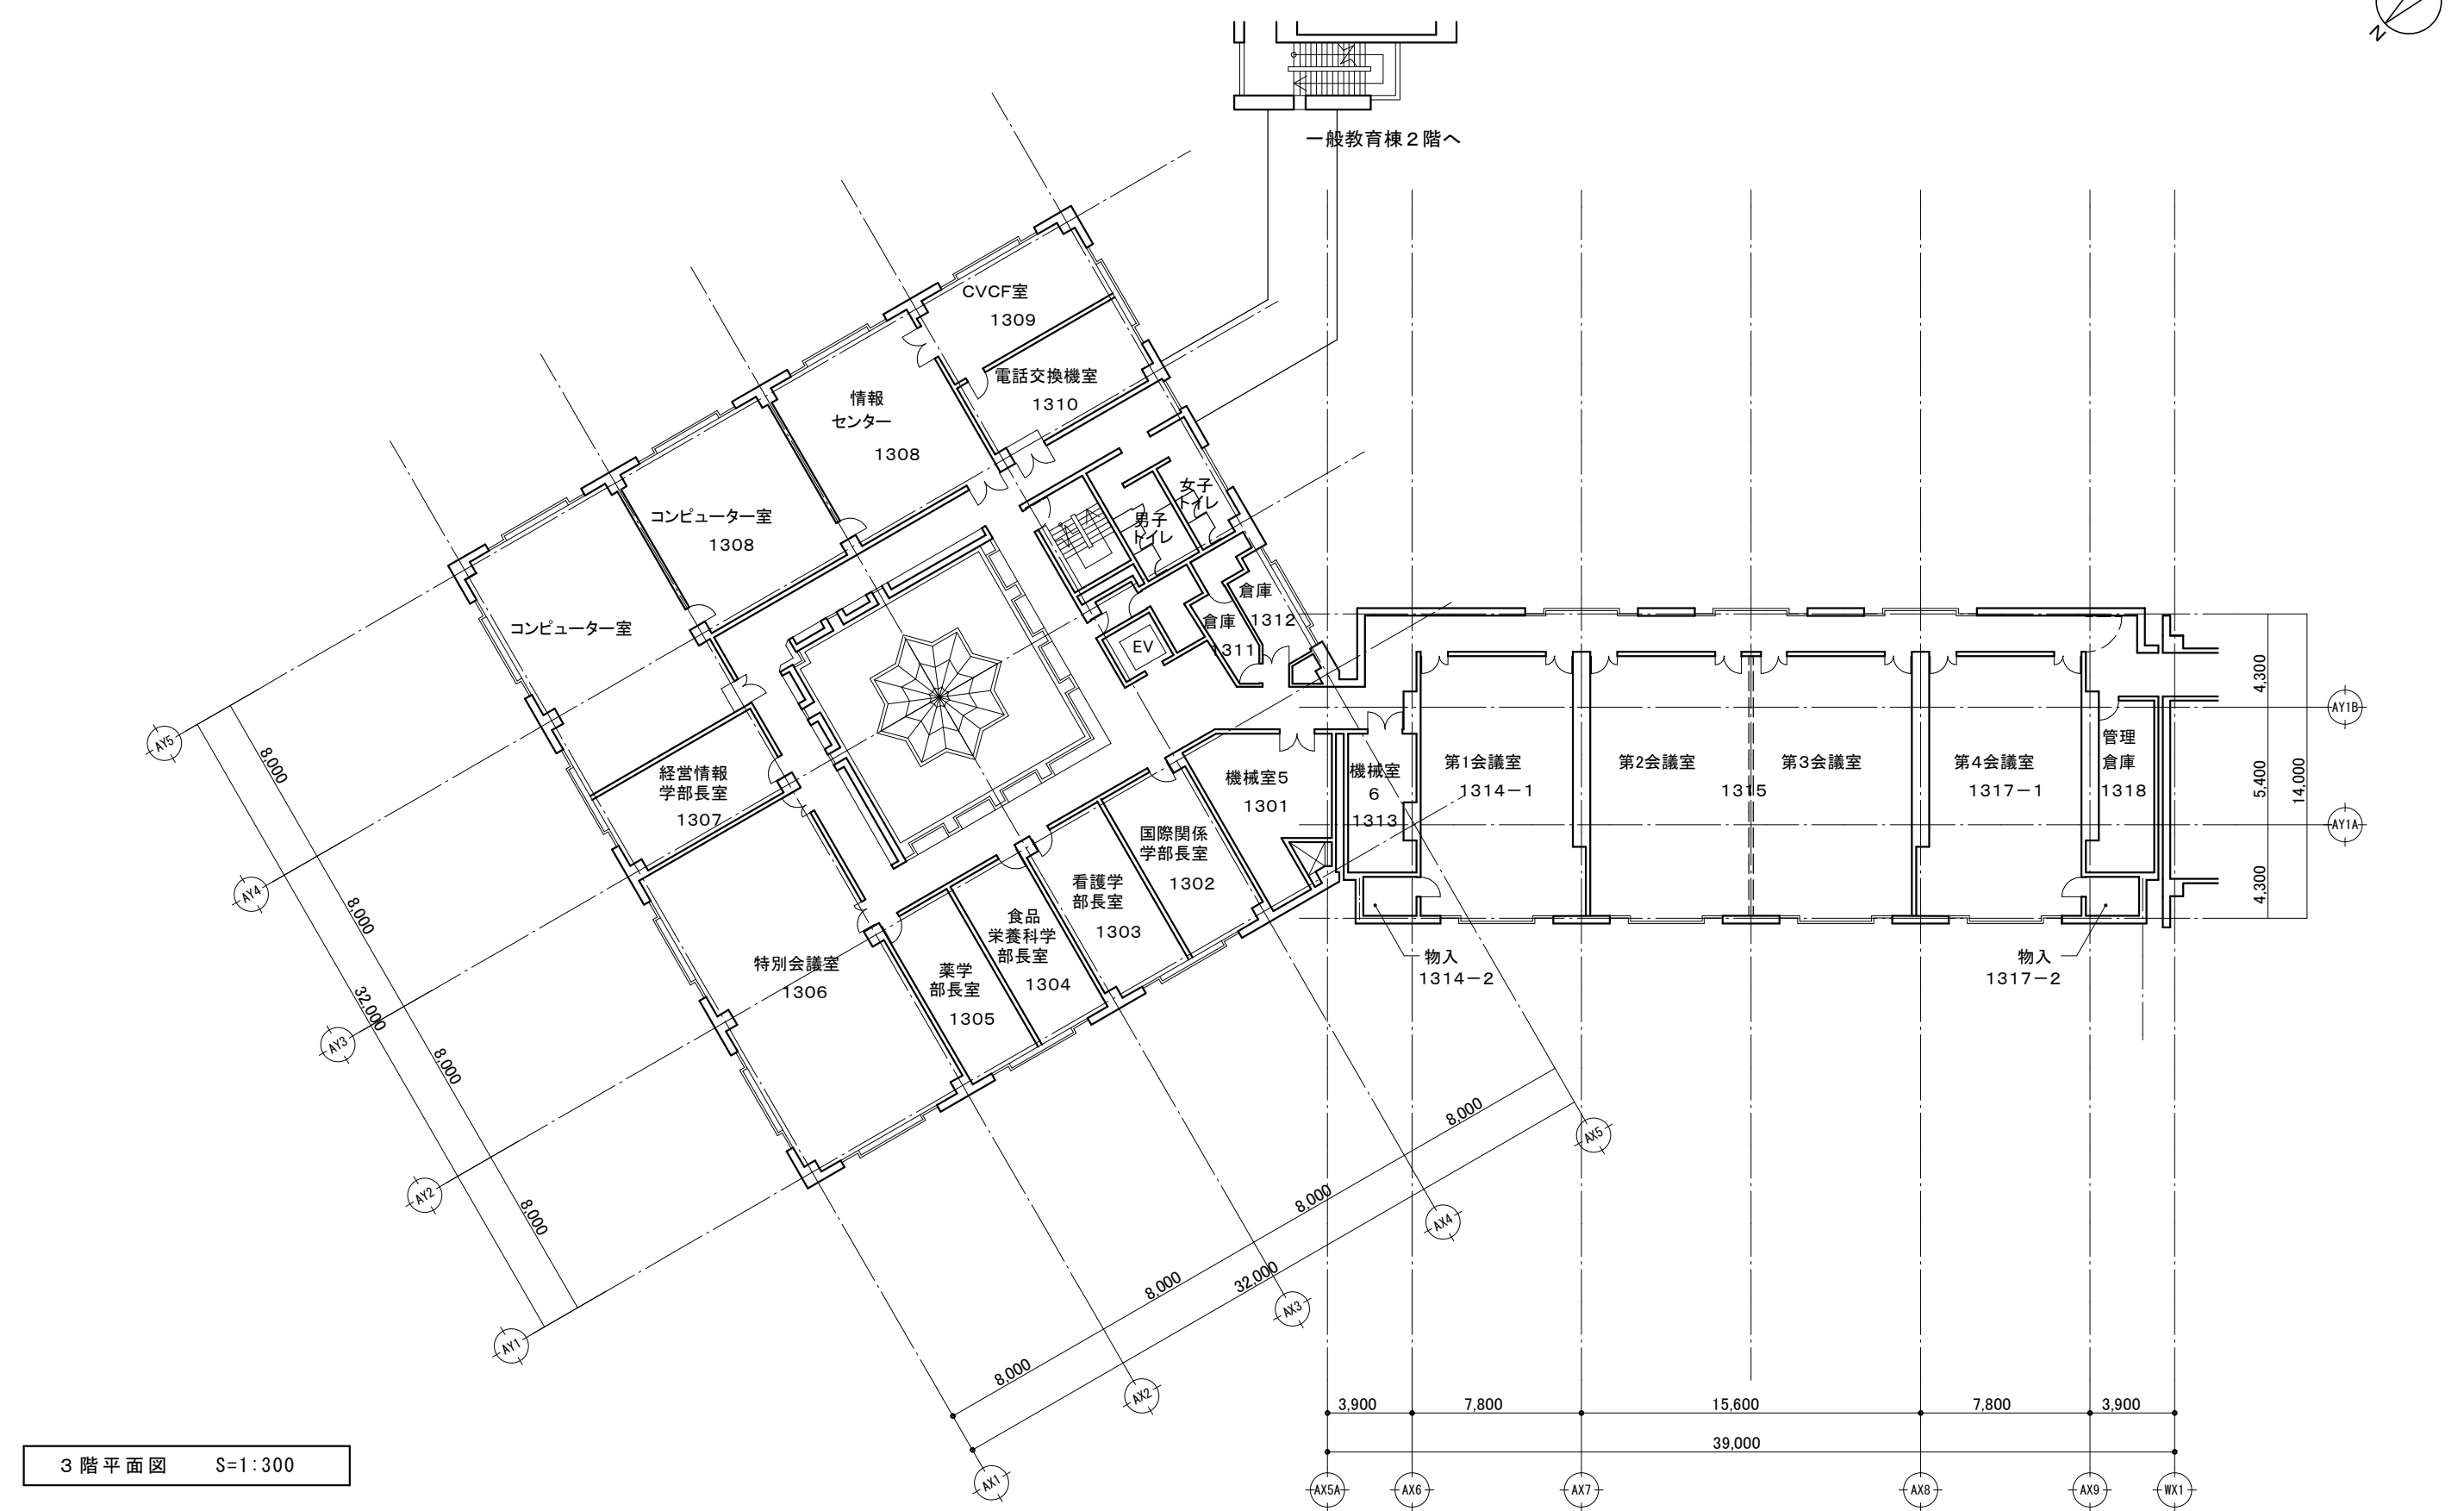 N
一般教育棟２階へ
CVCF室
1309
電話交換機室
1310
情報
センター
1308
コンピューター室
1308
コンピューター室
女子
トイレ
男子
トイレ
倉庫
1312
倉庫
1311
EV
経営情報
学部長室
1307
機械室5
1301
機械室
6
1313
国際関係
学部長室
1302
看護学
部長室
1303
食品
栄養科学
部長室
1304
薬学
部長室
1305
特別会議室
1306
第1会議室
1314-1
第2会議室
第3会議室
1315
第4会議室
1317-1
管理
倉庫
1318
物入
1314-2
物入
1317-2
4,300
5,400
4,300
14,000
AY1B
AY1A
AY5
AY4
AY3
AY2
AY1
8,000
8,000
8,000
8,000
32,000
8,000
8,000
8,000
8,000
32,000
AX1
AX2
AX3
AX4
AX5
3,900
7,800
15,600
7,800
3,900
39,000
AX5A
AX6
AX7
AX8
AX9
WX1
３階平面図 S=1:300